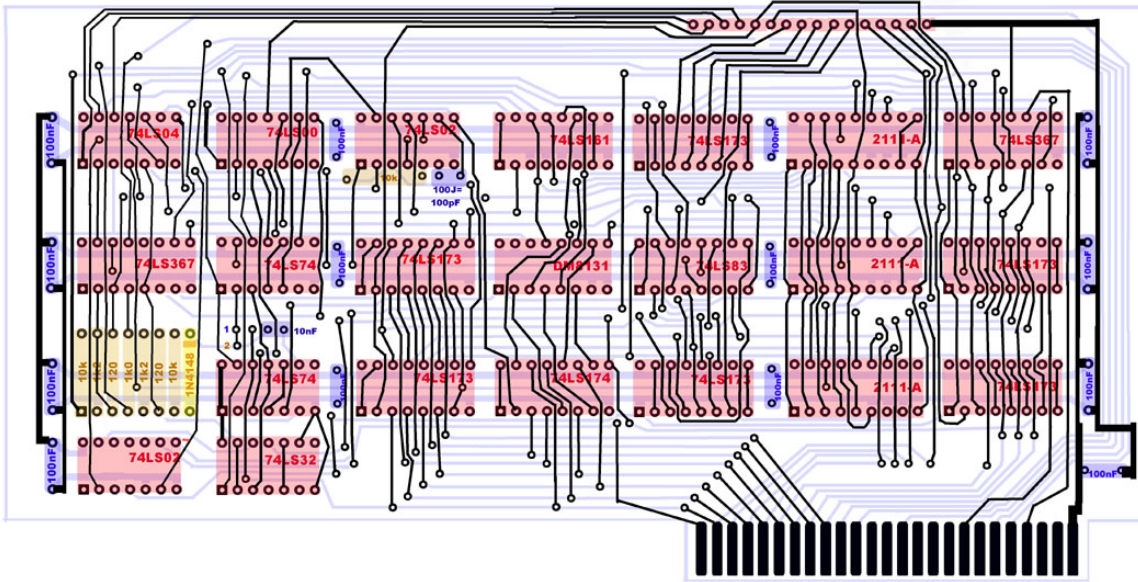 100nF 74LS04 74LS00 100nF 74LS02 74LS161 74LS173 100nF 2111-A 74LS367 100nF
10k 100J=
100pF
100nF 74LS367 74LS74 100nF 74LS173 DM8131 74LS83 100nF 2111-A 74LS173 100nF
1 10nF
2
10k 1k2 120 1k0 1k2 120 10k 1N4148
100nF 74LS74 100nF 74LS173 74LS174 74LS173 100nF 2111-A 74LS173 100nF
100nF 74LS02 74LS32 100nF